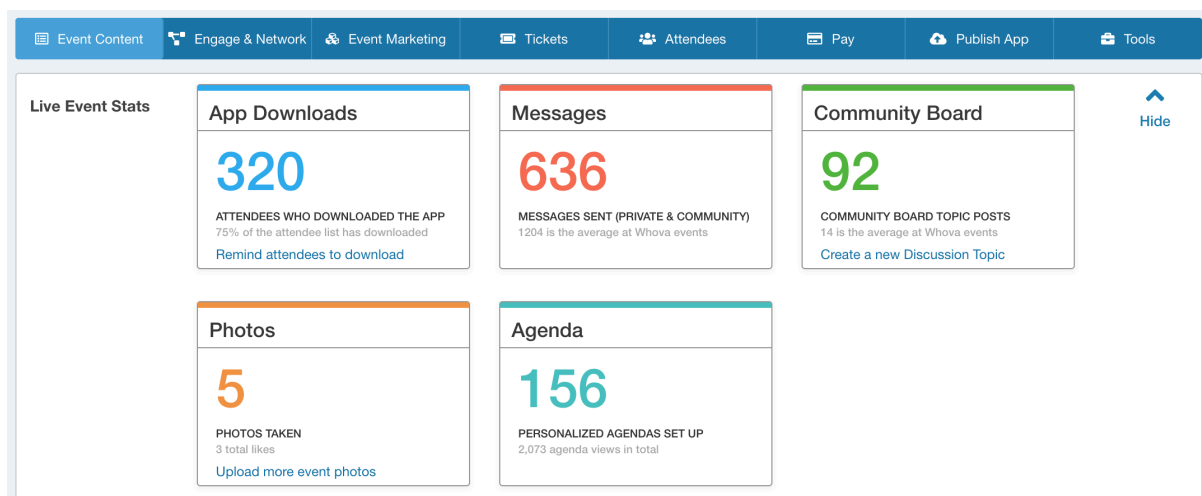 Event Content
Engage & Network
Event Marketing
Tickets
Attendees
Pay
Publish App
Tools
Live Event Stats
Hide
App Downloads
320
ATTENDEES WHO DOWNLOADED THE APP
75% of the attendee list has downloaded
Remind attendees to download
Messages
636
MESSAGES SENT (PRIVATE & COMMUNITY)
1204 is the average at Whova events
Community Board
92
COMMUNITY BOARD TOPIC POSTS
14 is the average at Whova events
Create a new Discussion Topic
Photos
5
PHOTOS TAKEN
3 total likes
Upload more event photos
Agenda
156
PERSONALIZED AGENDAS SET UP
2,073 agenda views in total